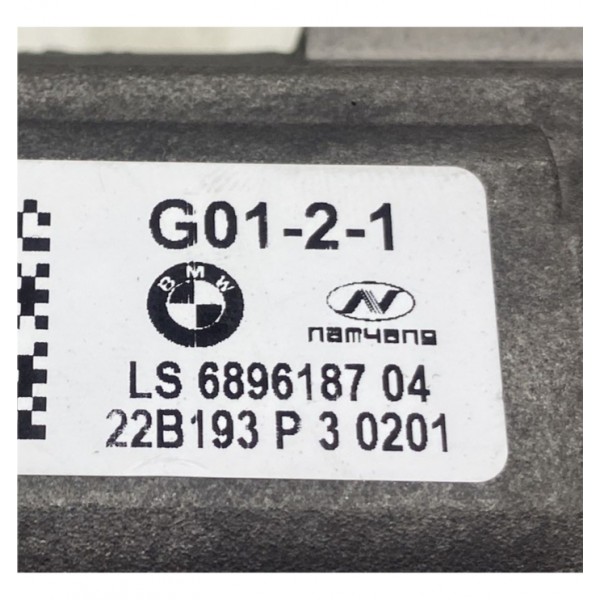 G01-2-1
BMW
namyang
LS 6896187 04
22B193 P 3 0201